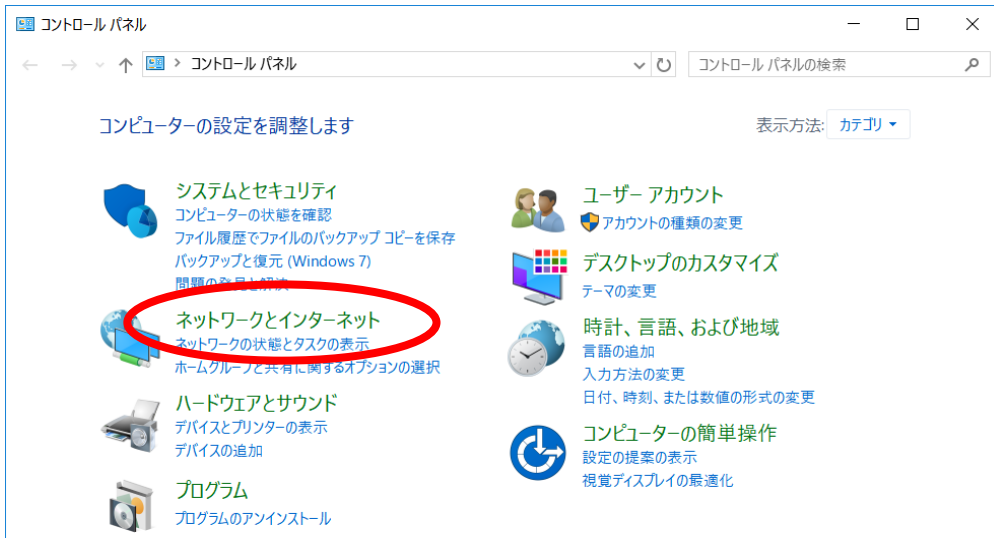 コントロール パネル
コントロール パネル
コントロール パネルの検索
コンピューターの設定を調整します
表示方法: カテゴリ
システムとセキュリティ
コンピューターの状態を確認
ファイル履歴でファイルのバックアップ コピーを保存
バックアップと復元 (Windows 7)
問題の発見と解決
ネットワークとインターネット
ネットワークの状態とタスクの表示
ホームグループと共有に関するオプションの選択
ハードウェアとサウンド
デバイスとプリンターの表示
デバイスの追加
プログラム
プログラムのアンインストール
ユーザー アカウント
アカウントの種類の変更
デスクトップのカスタマイズ
テーマの変更
時計、言語、および地域
言語の追加
入力方法の変更
日付、時刻、または数値の形式の変更
コンピューターの簡単操作
設定の提案の表示
視覚ディスプレイの最適化